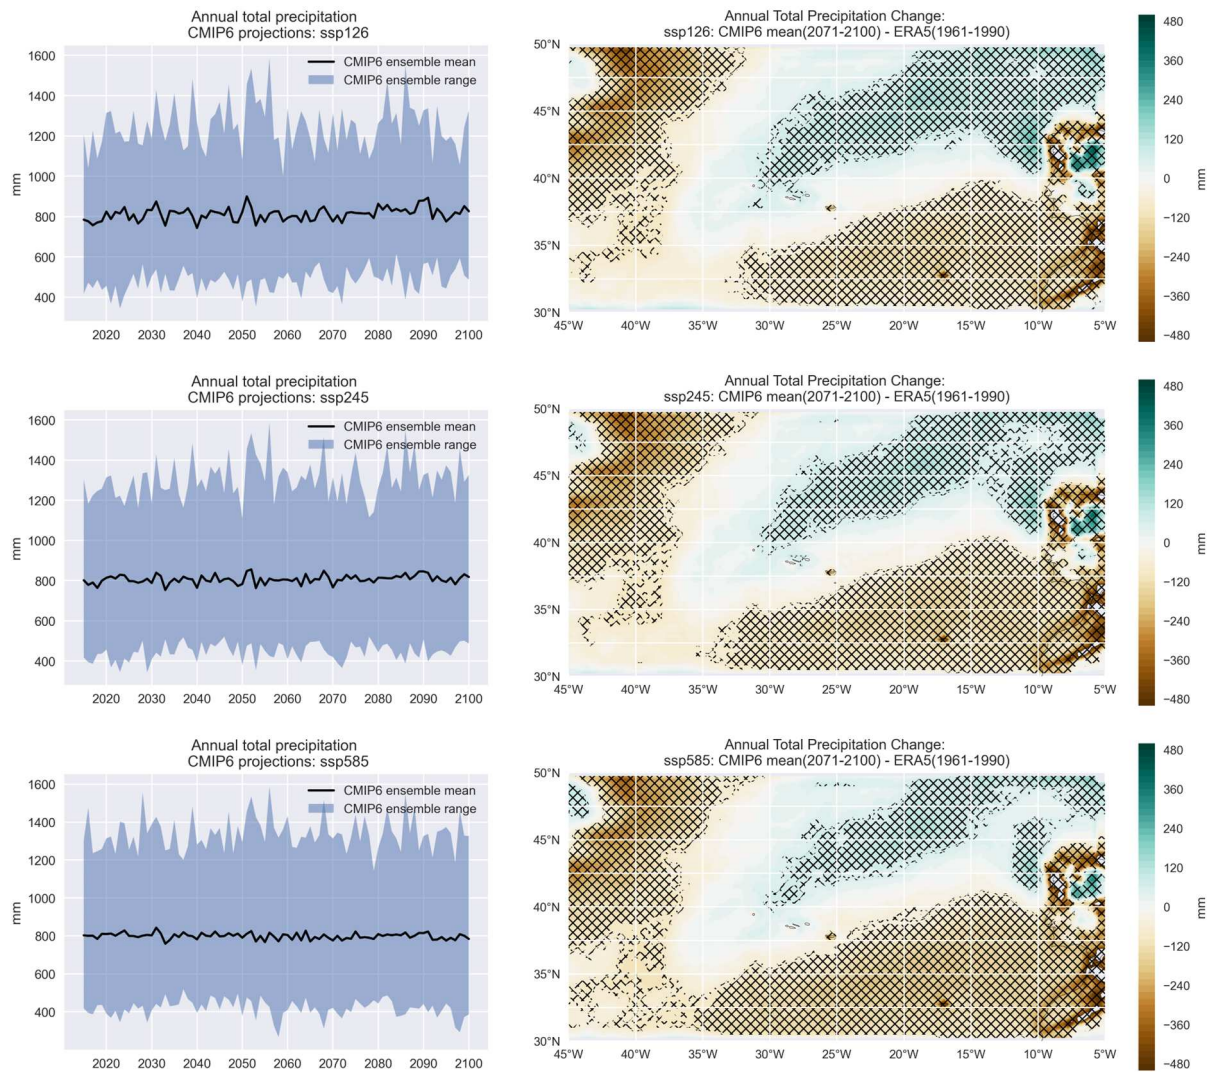 Annual total precipitation
CMIP6 projections: ssp126
1600
1400
1200
1000
800
600
400
mm
CMIP6 ensemble mean
CMIP6 ensemble range
2020 2030 2040 2050 2060 2070 2080 2090 2100
Annual Total Precipitation Change:
ssp126: CMIP6 mean(2071-2100) - ERA5(1961-1990)
50°N
45°N
40°N
35°N
30°N
45°W 40°W 35°W 30°W 25°W 20°W 15°W 10°W 5°W
480
360
240
120
0
−120
−240
−360
−480
mm
Annual total precipitation
CMIP6 projections: ssp245
1600
1400
1200
1000
800
600
400
mm
CMIP6 ensemble mean
CMIP6 ensemble range
2020 2030 2040 2050 2060 2070 2080 2090 2100
Annual Total Precipitation Change:
ssp245: CMIP6 mean(2071-2100) - ERA5(1961-1990)
50°N
45°N
40°N
35°N
30°N
45°W 40°W 35°W 30°W 25°W 20°W 15°W 10°W 5°W
480
360
240
120
0
−120
−240
−360
−480
mm
Annual total precipitation
CMIP6 projections: ssp585
1600
1400
1200
1000
800
600
400
mm
CMIP6 ensemble mean
CMIP6 ensemble range
2020 2030 2040 2050 2060 2070 2080 2090 2100
Annual Total Precipitation Change:
ssp585: CMIP6 mean(2071-2100) - ERA5(1961-1990)
50°N
45°N
40°N
35°N
30°N
45°W 40°W 35°W 30°W 25°W 20°W 15°W 10°W 5°W
480
360
240
120
0
−120
−240
−360
−480
mm